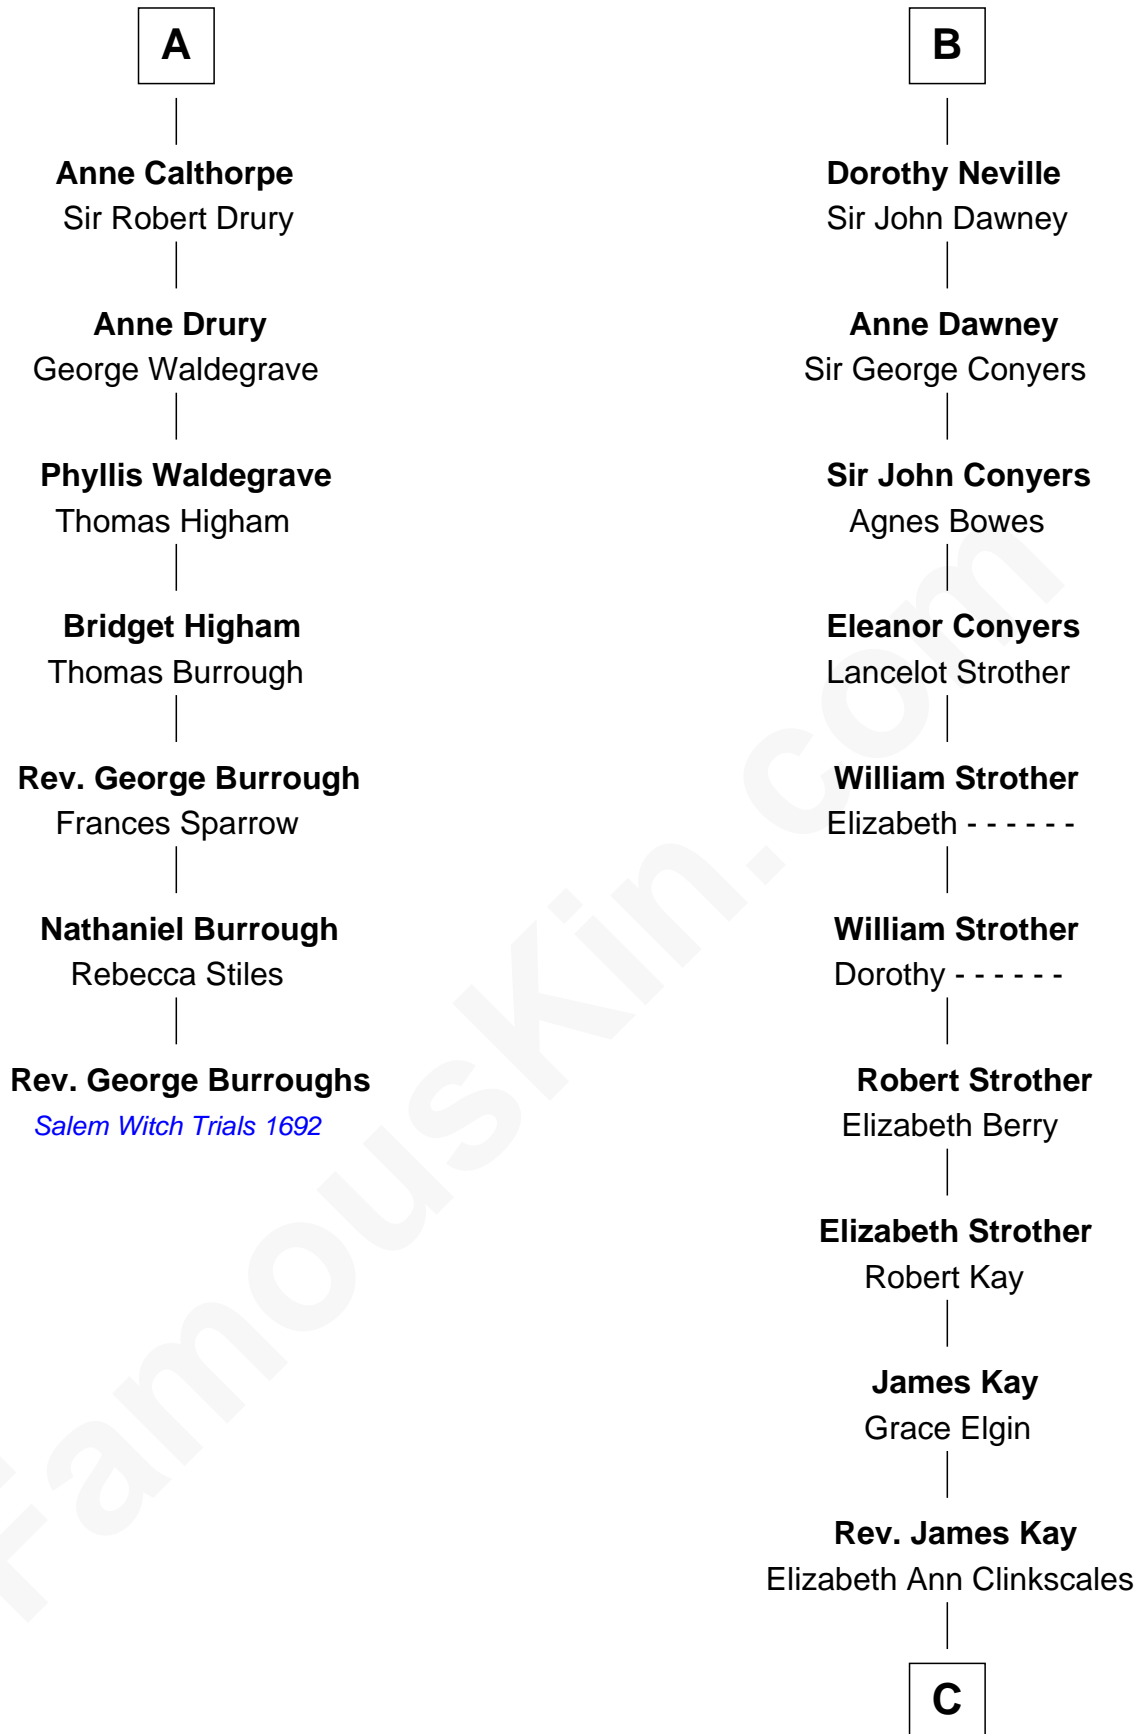 A
Anne Calthorpe
Sir Robert Drury
Anne Drury
George Waldegrave
Phyllis Waldegrave
Thomas Higham
Bridget Higham
Thomas Burrough
Rev. George Burrough
Frances Sparrow
Nathaniel Burrough
Rebecca Stiles
Rev. George Burroughs
Salem Witch Trials 1692
B
Dorothy Neville
Sir John Dawney
Anne Dawney
Sir George Conyers
Sir John Conyers
Agnes Bowes
Eleanor Conyers
Lancelot Strother
William Strother
Elizabeth - - - - - -
William Strother
Dorothy - - - - - -
Robert Strother
Elizabeth Berry
Elizabeth Strother
Robert Kay
James Kay
Grace Elgin
Rev. James Kay
Elizabeth Ann Clinkscales
C
FamousKin.com